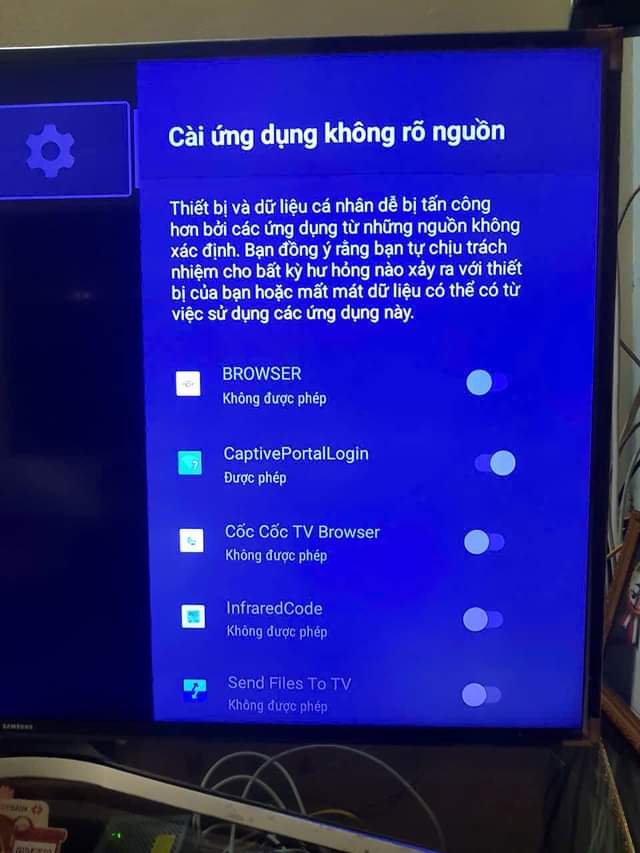 Cài ứng dụng không rõ nguồn
Thiết bị và dữ liệu cá nhân dễ bị tấn công
hơn bởi các ứng dụng từ những nguồn không
xác định. Bạn đồng ý rằng bạn tự chịu trách
nhiệm cho bất kỳ hư hỏng nào xảy ra với thiết
bị của bạn hoặc mất mát dữ liệu có thể có từ
việc sử dụng các ứng dụng này.
BROWSER
Không được phép
CaptivePortalLogin
Được phép
Cốc Cốc TV Browser
Không được phép
InfraredCode
Không được phép
Send Files To TV
Không được phép
SAMSUNG